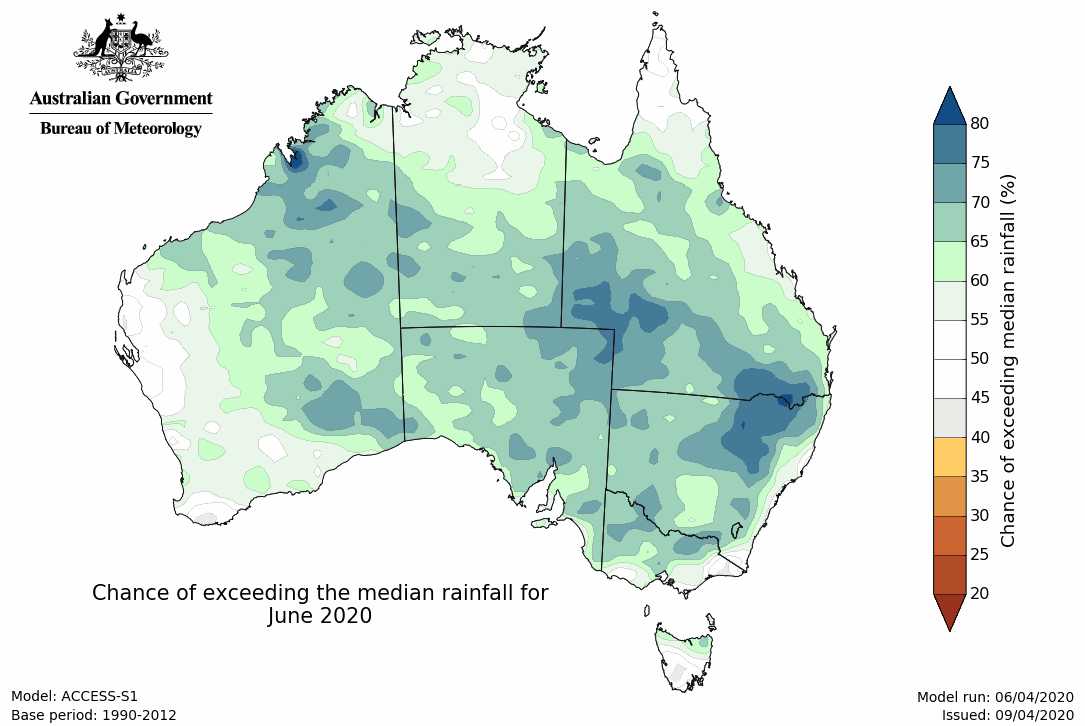 Australian Government
Bureau of Meteorology
80
75
70
65
60
55
50
45
40
35
30
25
20
Chance of exceeding median rainfall (%)
Chance of exceeding the median rainfall for
June 2020
Model: ACCESS-S1
Base period: 1990-2012
Model run: 06/04/2020
Issued: 09/04/2020